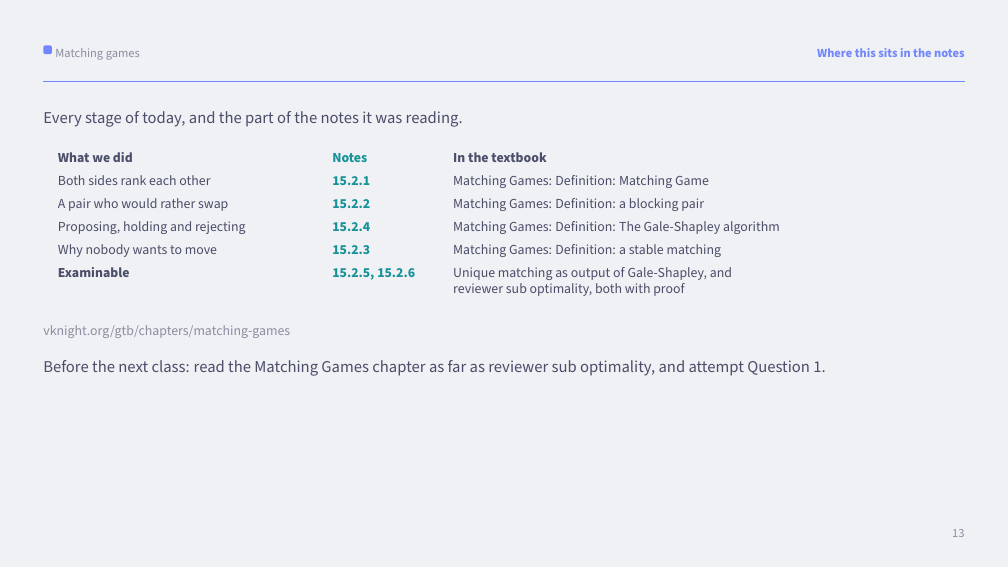 Matching games
Where this sits in the notes
Every stage of today, and the part of the notes it was reading.
What we did Notes In the textbook
Both sides rank each other 15.2.1 Matching Games: Definition: Matching Game
A pair who would rather swap 15.2.2 Matching Games: Definition: a blocking pair
Proposing, holding and rejecting 15.2.4 Matching Games: Definition: The Gale-Shapley algorithm
Why nobody wants to move 15.2.3 Matching Games: Definition: a stable matching
Examinable 15.2.5, 15.2.6 Unique matching as output of Gale-Shapley, and
reviewer sub optimality, both with proof
vknight.org/gtb/chapters/matching-games
Before the next class: read the Matching Games chapter as far as reviewer sub optimality, and attempt Question 1.
13